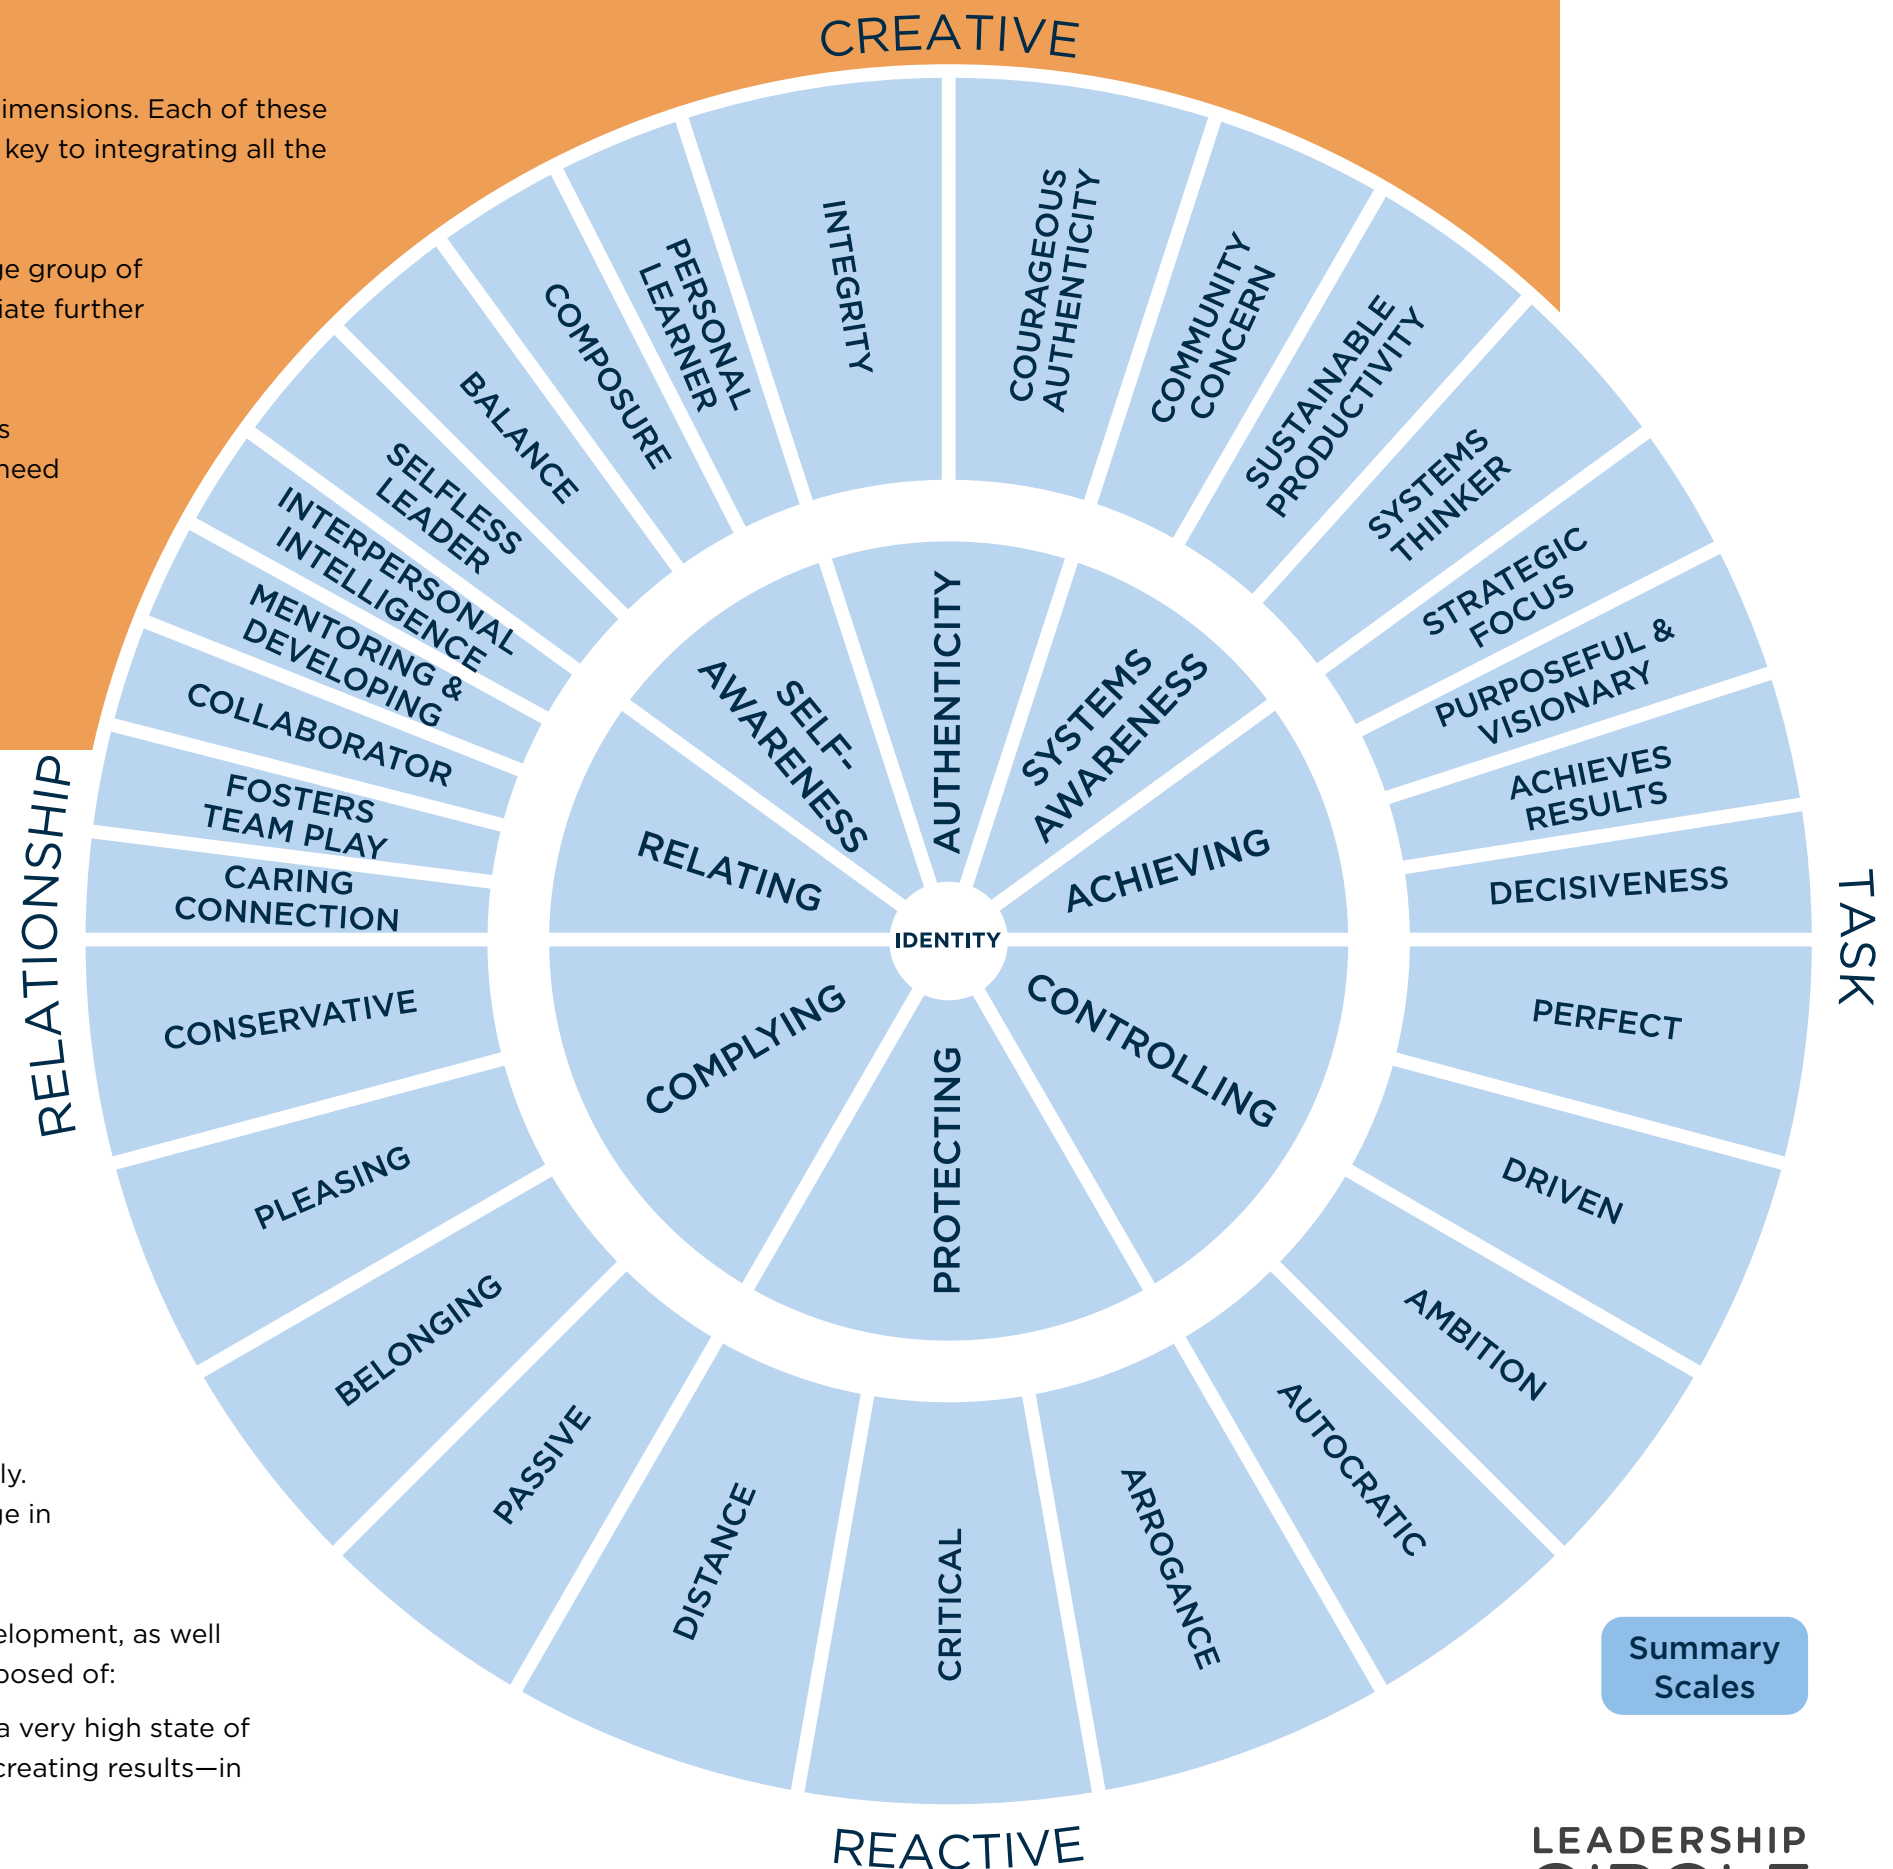 CREATIVE
imensions. Each of these
key to integrating all the
ge group of
iate further
s
need
INTEGRITY
PERSONAL
LEARNER
COMPOSURE
BALANCE
SELFLESS
LEADER
INTERPERSONAL
INTELLIGENCE
MENTORING &
DEVELOPING
COLLABORATOR
FOSTERS
TEAM PLAY
CARING
CONNECTION
COURAGEOUS
AUTHENTICITY
COMMUNITY
CONCERN
SUSTAINABLE
PRODUCTIVITY
SYSTEMS
THINKER
STRATEGIC
FOCUS
PURPOSEFUL &
VISIONARY
ACHIEVES
RESULTS
DECISIVENESS
RELATIONSHIP
TASK
SELF-
AWARENESS
AUTHENTICITY
SYSTEMS
AWARENESS
RELATING
ACHIEVING
IDENTITY
COMPLYING
PROTECTING
CONTROLLING
CONSERVATIVE
PLEASING
BELONGING
PASSIVE
DISTANCE
CRITICAL
ARROGANCE
AUTOCRATIC
AMBITION
DRIVEN
PERFECT
ly.
ge in
elopment, as well
posed of:
a very high state of
creating results—in
Summary
Scales
REACTIVE
LEADERSHIP